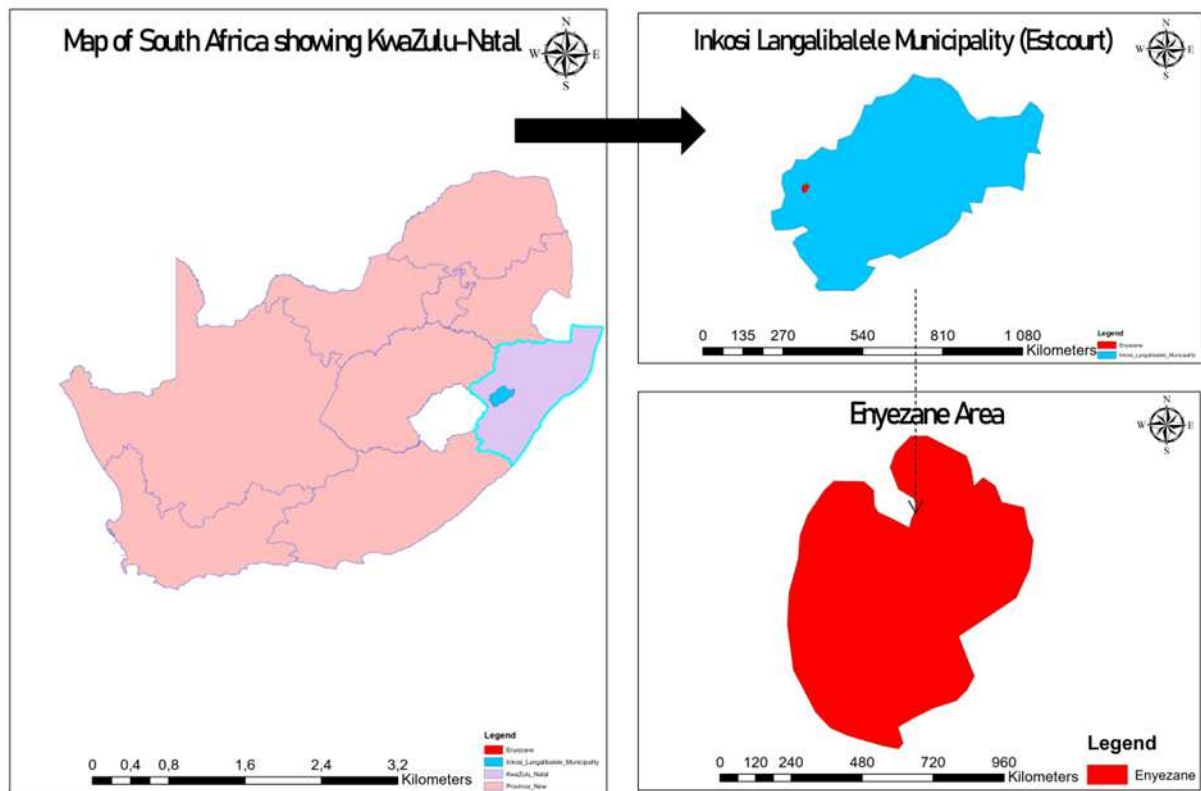 Map of South Africa showing KwaZulu-Natal
N
W E
S
Legend
Enyezane
Inkosi_Langalibalele_Municipality
KwaZulu_Natal
Province_New
0 0,4 0,8 1,6 2,4 3,2
Kilometers
Inkosi Langalibalele Municipality (Estcourt)
N
W E
S
0 135 270 540 810 1 080
Kilometers
Legend
Enyezane
Inkosi_Langalibalele_Municipality
Enyezane Area
N
W E
S
0 120 240 480 720 960
Kilometers
Legend
Enyezane